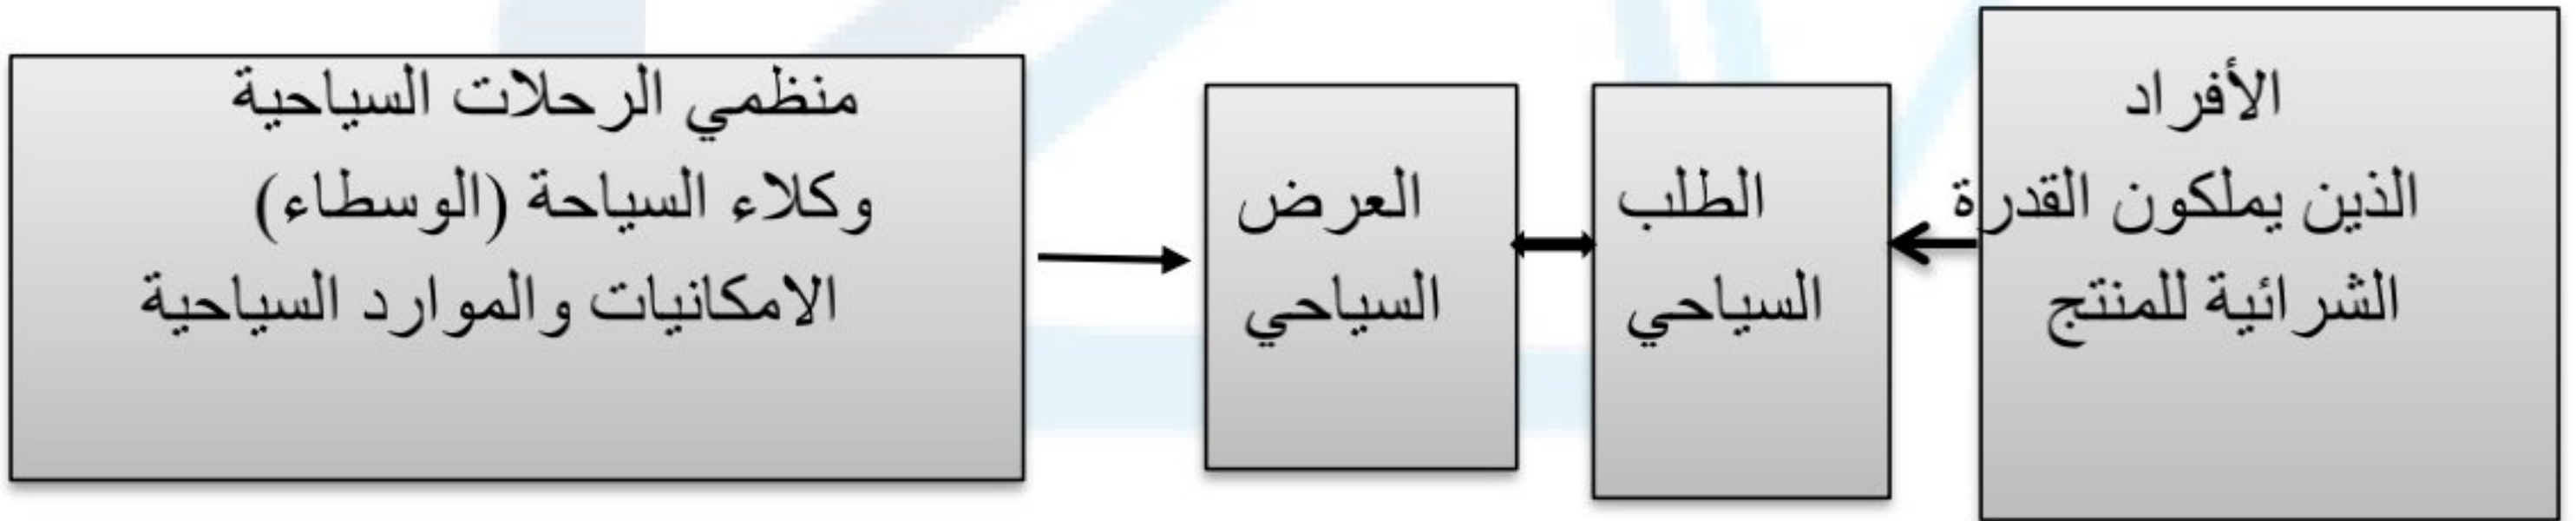 الأفراد
الذين يملكون القدرة
الشرائية للمنتج
الطلب
السياحي
العرض
السياحي
منظمي الرحلات السياحية
وكلاء السياحة (الوسطاء)
الامكانيات والموارد السياحية